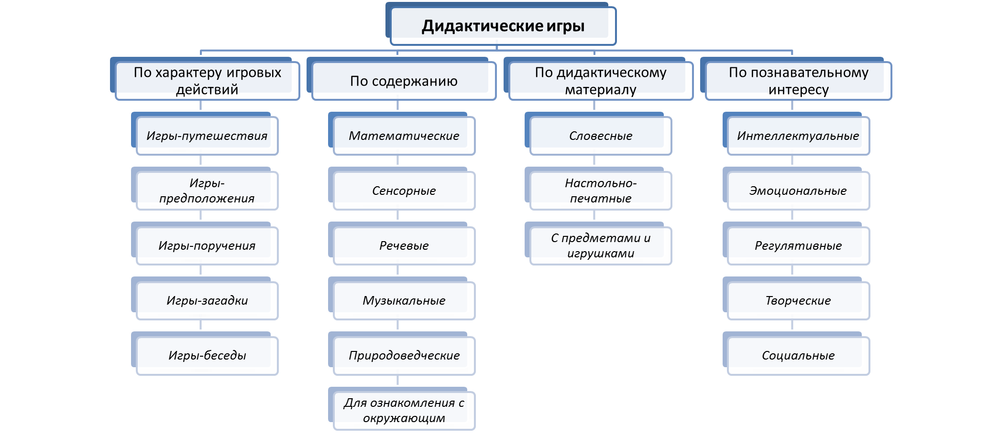 Дидактические игры
По характеру игровых
действий
Игры-путешествия
Игры-
предположения
Игры-поручения
Игры-загадки
Игры-беседы
По содержанию
Математические
Сенсорные
Речевые
Музыкальные
Природоведческие
Для ознакомления с
окружающим
По дидактическому
материалу
Словесные
Настольно-
печатные
С предметами и
игрушками
По познавательному
интересу
Интеллектуальные
Эмоциональные
Регулятивные
Творческие
Социальные